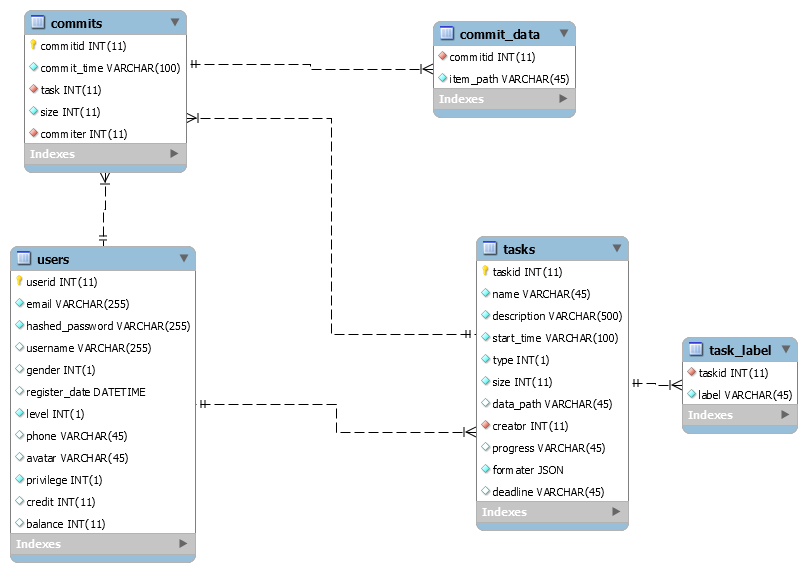 commits
commitid INT(11)
commit_time VARCHAR(100)
task INT(11)
size INT(11)
commiter INT(11)
Indexes
commit_data
commitid INT(11)
item_path VARCHAR(45)
Indexes
users
userid INT(11)
email VARCHAR(255)
hashed_password VARCHAR(255)
username VARCHAR(255)
gender INT(1)
register_date DATETIME
level INT(1)
phone VARCHAR(45)
avatar VARCHAR(45)
privilege INT(1)
credit INT(11)
balance INT(11)
Indexes
tasks
taskid INT(11)
name VARCHAR(45)
description VARCHAR(500)
start_time VARCHAR(100)
type INT(1)
size INT(11)
data_path VARCHAR(45)
creator INT(11)
progress VARCHAR(45)
formater JSON
deadline VARCHAR(45)
Indexes
task_label
taskid INT(11)
label VARCHAR(45)
Indexes